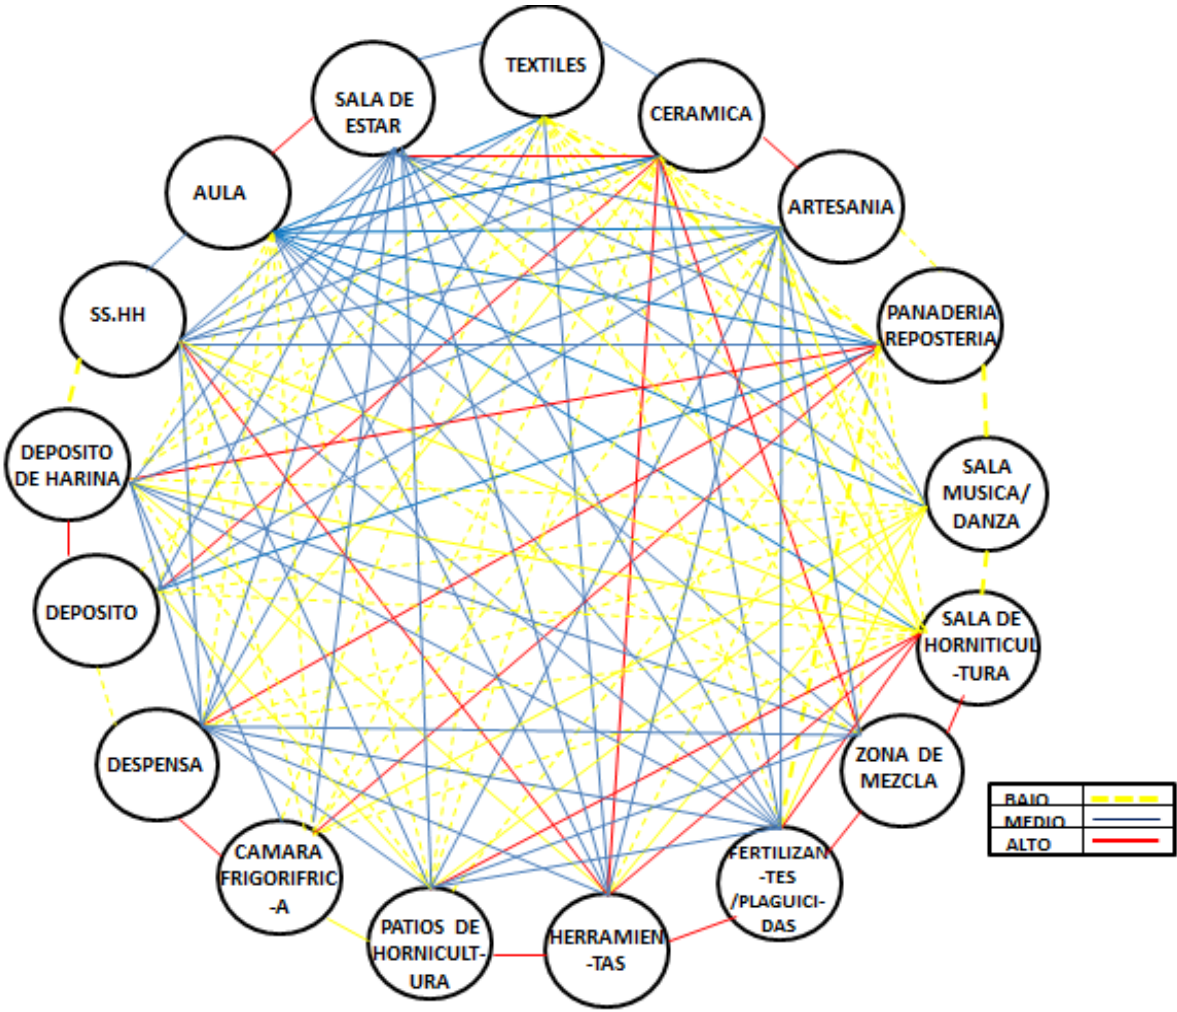 TEXTILES
SALA DE
ESTAR
CERAMICA
AULA
ARTESANIA
SS.HH
PANADERIA
REPOSTERIA
DEPOSITO
DE HARINA
SALA
MUSICA/
DANZA
DEPOSITO
SALA DE
HORNITICUL
-TURA
DESPENSA
ZONA DE
MEZCLA
BAJO
MEDIO
ALTO
CAMARA
FRIGORIFRIC
-A
FERTILIZAN
-TES
/PLAGUICI-
DAS
PATIOS DE
HORNICULT-
URA
HERRAMIEN
-TAS